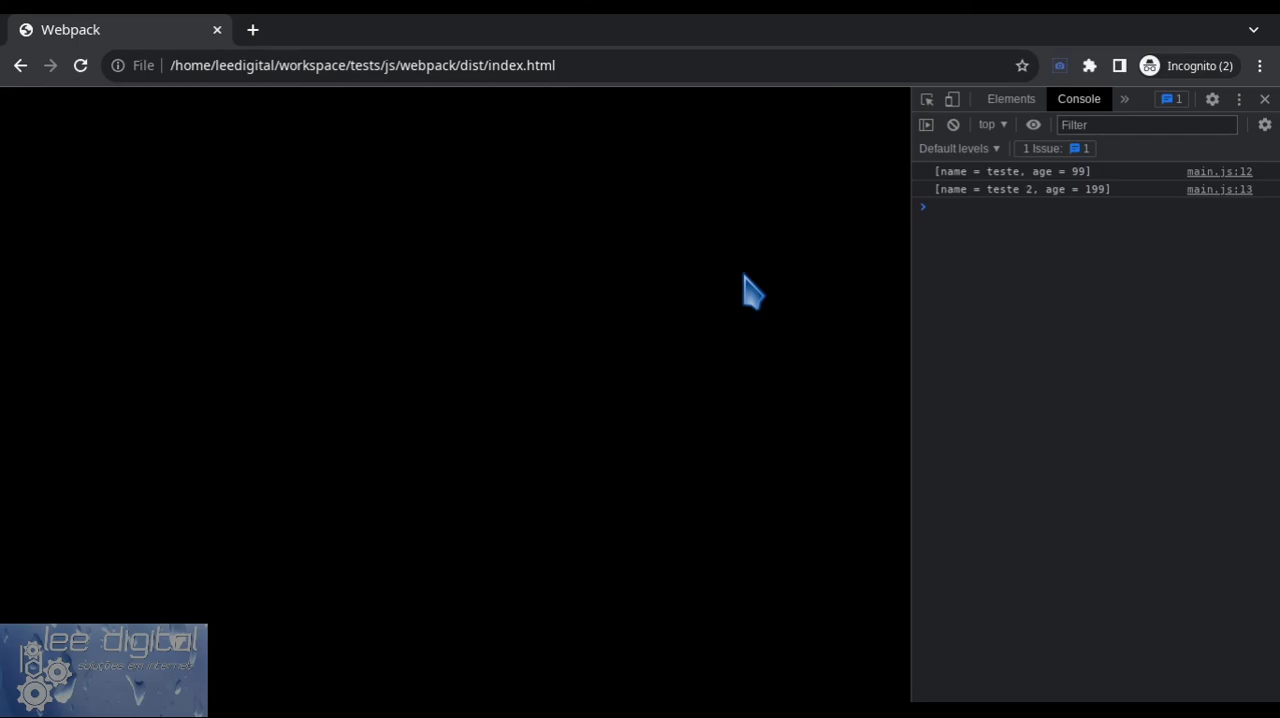 Webpack
File /home/leedigital/workspace/tests/js/webpack/dist/index.html Incognito (2)
Elements Console » 1
top ▼ Filter
Default levels ▼ 1 Issue: 1
[name = teste, age = 99] main.js:12
[name = teste 2, age = 199] main.js:13
>
lee digital
soluções em internet